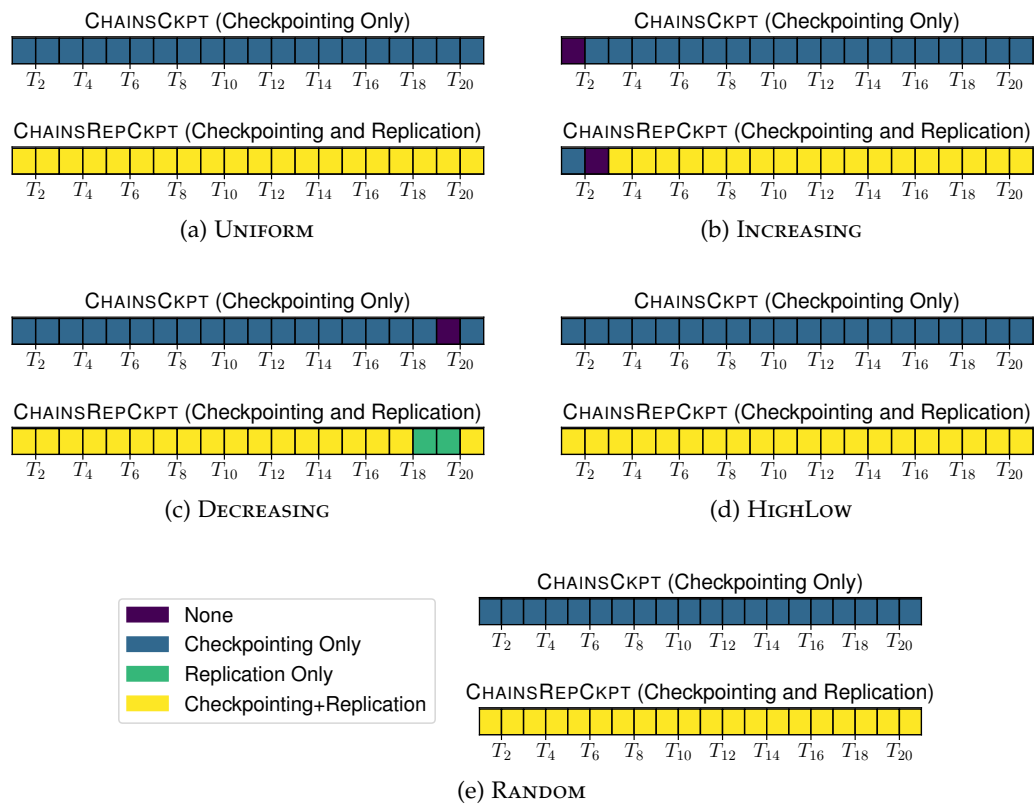 CHAINSCKPT (Checkpointing Only)
T2 T4 T6 T8 T10 T12 T14 T16 T18 T20
CHAINSREPCKPT (Checkpointing and Replication)
T2 T4 T6 T8 T10 T12 T14 T16 T18 T20
(a) UNIFORM
CHAINSCKPT (Checkpointing Only)
T2 T4 T6 T8 T10 T12 T14 T16 T18 T20
CHAINSREPCKPT (Checkpointing and Replication)
T2 T4 T6 T8 T10 T12 T14 T16 T18 T20
(b) INCREASING
CHAINSCKPT (Checkpointing Only)
T2 T4 T6 T8 T10 T12 T14 T16 T18 T20
CHAINSREPCKPT (Checkpointing and Replication)
T2 T4 T6 T8 T10 T12 T14 T16 T18 T20
(c) DECREASING
CHAINSCKPT (Checkpointing Only)
T2 T4 T6 T8 T10 T12 T14 T16 T18 T20
CHAINSREPCKPT (Checkpointing and Replication)
T2 T4 T6 T8 T10 T12 T14 T16 T18 T20
(d) HIGHLOW
None
Checkpointing Only
Replication Only
Checkpointing+Replication
CHAINSCKPT (Checkpointing Only)
T2 T4 T6 T8 T10 T12 T14 T16 T18 T20
CHAINSREPCKPT (Checkpointing and Replication)
T2 T4 T6 T8 T10 T12 T14 T16 T18 T20
(e) RANDOM